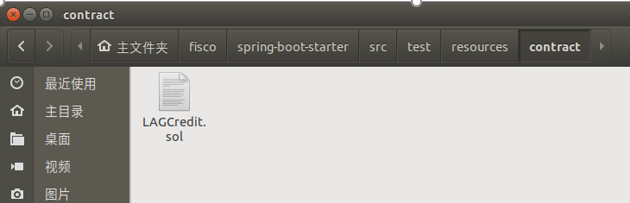 contract
主文件夹 fisco spring-boot-starter src test resources contract
最近使用
主目录
桌面
视频
图片
LAGCredit.
sol